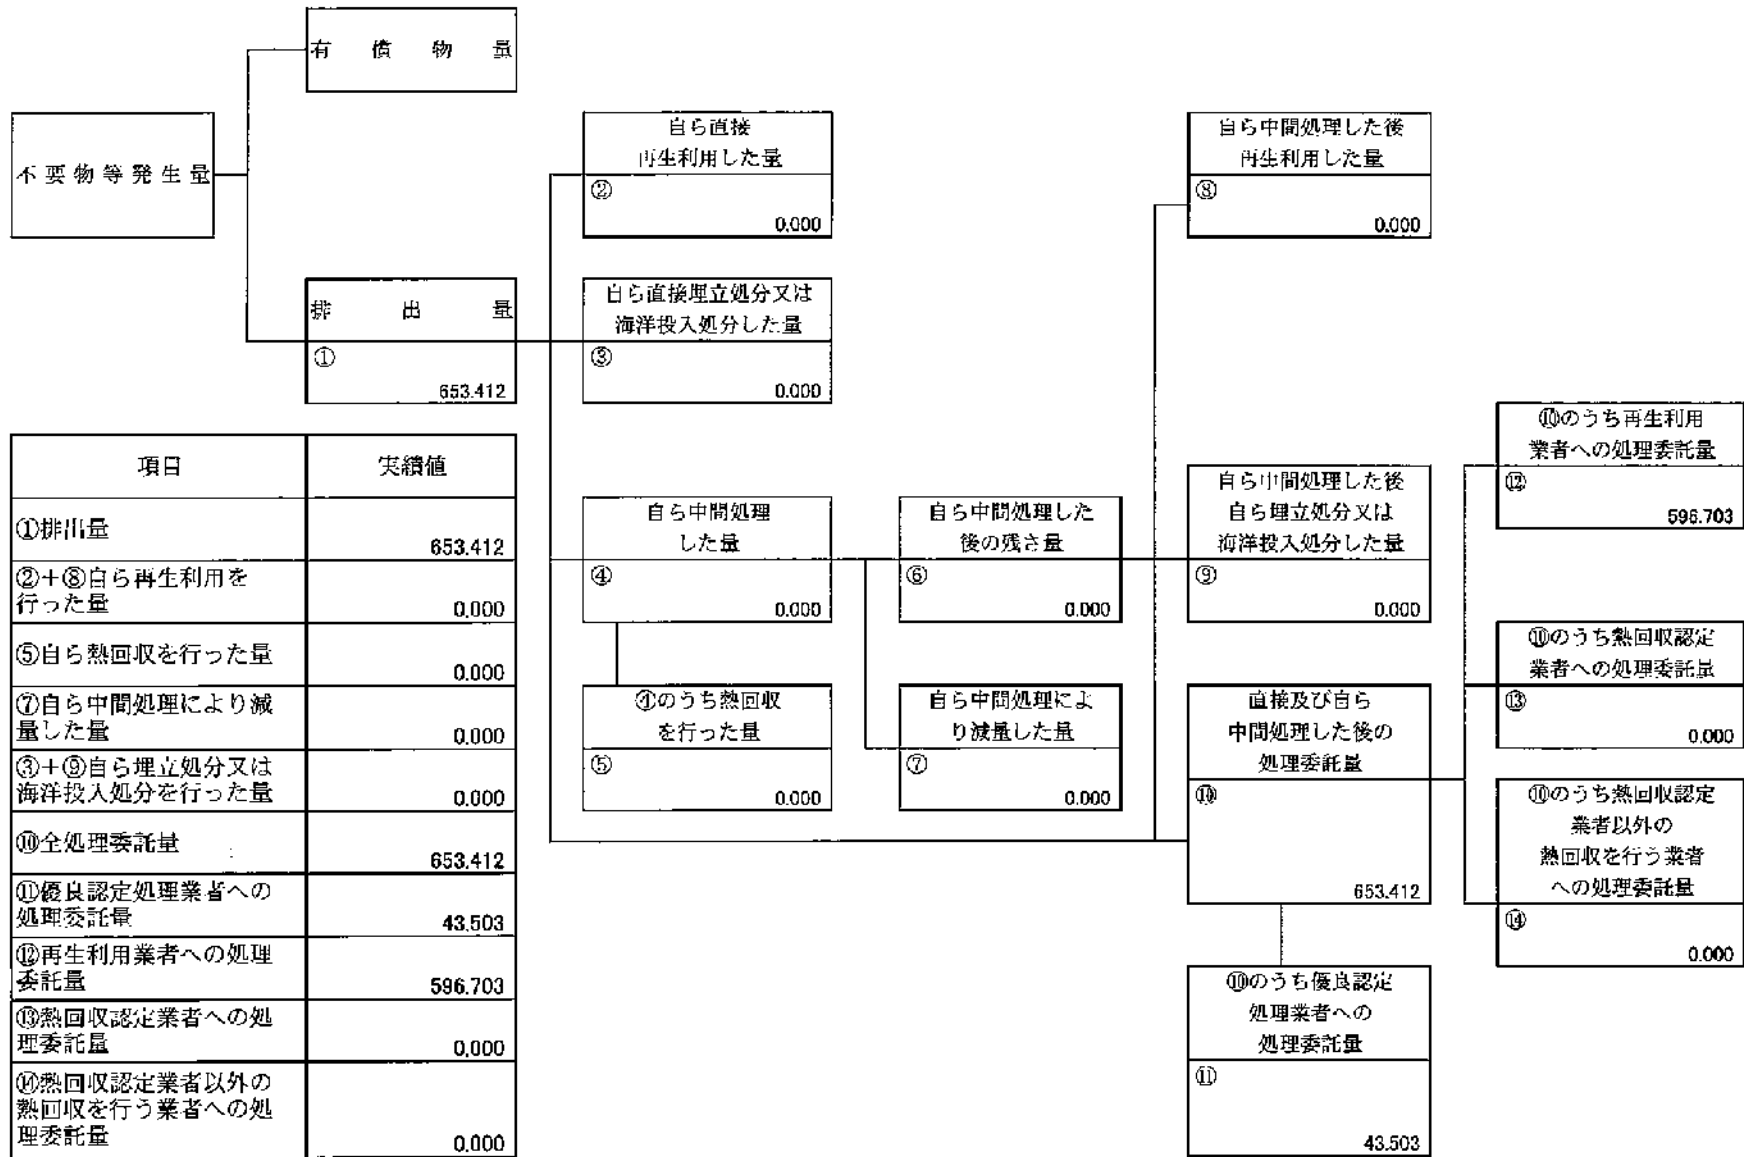 有償物量
不要物等発生量
排出量
①
653.412
自ら直接
再生利用した量
②
0.000
自ら直接埋立処分又は
海洋投入処分した量
③
0.000
自ら中間処理
した量
④
0.000
④のうち熱回収
を行った量
⑤
0.000
自ら中間処理した
後の残さ量
⑥
0.000
自ら中間処理によ
り減量した量
⑦
0.000
自ら中間処理した後
再生利用した量
⑧
0.000
自ら中間処理した後
自ら埋立処分又は
海洋投入処分した量
⑨
0.000
直接及び自ら
中間処理した後の
処理委託量
⑩
653.412
⑩のうち優良認定
処理業者への
処理委託量
⑪
43.503
⑩のうち再生利用
業者への処理委託量
⑫
596.703
⑩のうち熱回収認定
業者への処理委託量
⑬
0.000
⑩のうち熱回収認定
業者以外の
熱回収を行う業者
への処理委託量
⑭
0.000
項目 実績値
①排出量
653.412
②+⑧自ら再生利用を
行った量
0.000
⑤自ら熱回収を行った量
0.000
⑦自ら中間処理により減
量した量
0.000
③+⑨自ら埋立処分又は
海洋投入処分を行った量
0.000
⑩全処理委託量
653.412
⑪優良認定処理業者への
処理委託量
43.503
⑫再生利用業者への処理
委託量
596.703
⑬熱回収認定業者への処
理委託量
0.000
⑭熱回収認定業者以外の
熱回収を行う業者への処
理委託量
0.000